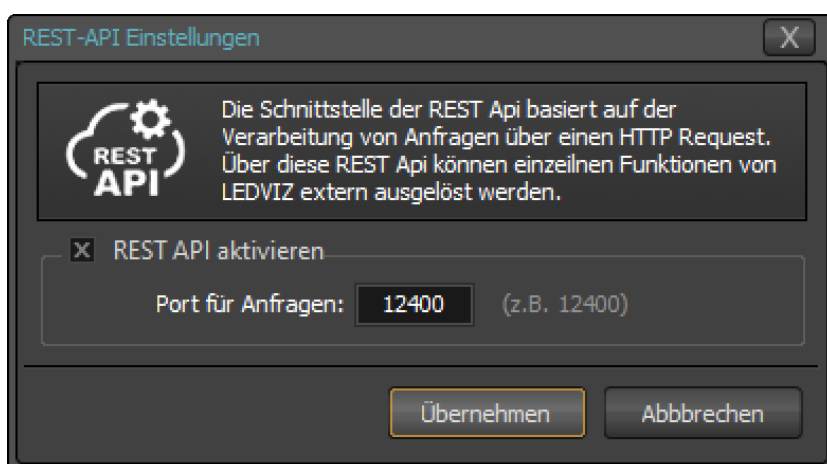 REST-API Einstellungen
X
REST
API
Die Schnittstelle der REST Api basiert auf der
Verarbeitung von Anfragen über einen HTTP Request.
Über diese REST Api können einzeilnen Funktionen von
LEDVIZ extern ausgelöst werden.
X REST API aktivieren
Port für Anfragen: 12400 (z.B. 12400)
Übernehmen Abbbrechen